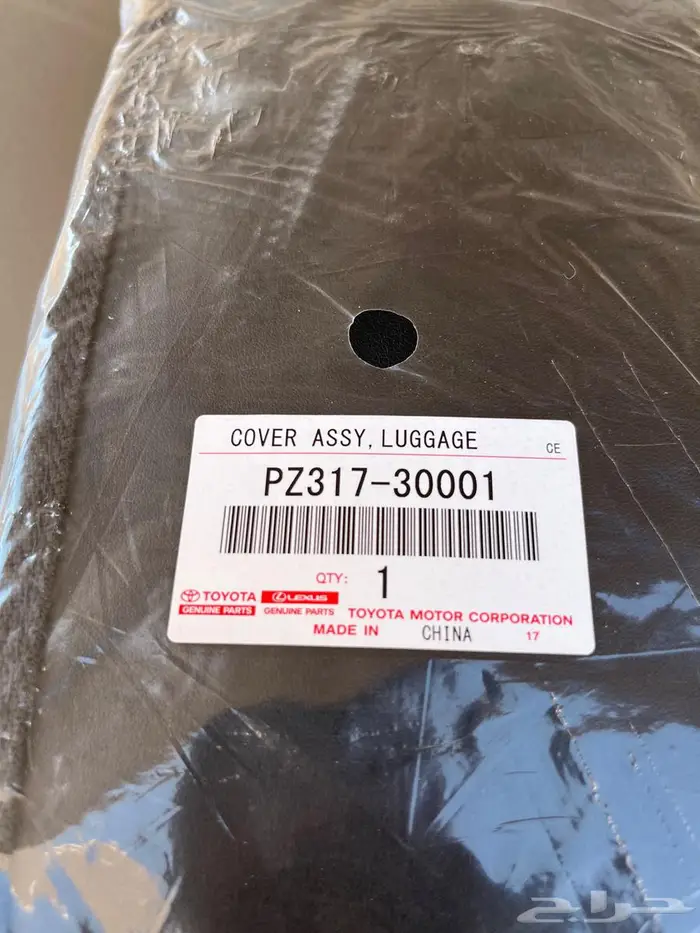 COVER ASSY, LUGGAGE
CE
PZ317-30001
QTY: 1
TOYOTA LEXUS
GENUINE PARTS GENUINE PARTS TOYOTA MOTOR CORPORATION
MADE IN CHINA 17
حراج